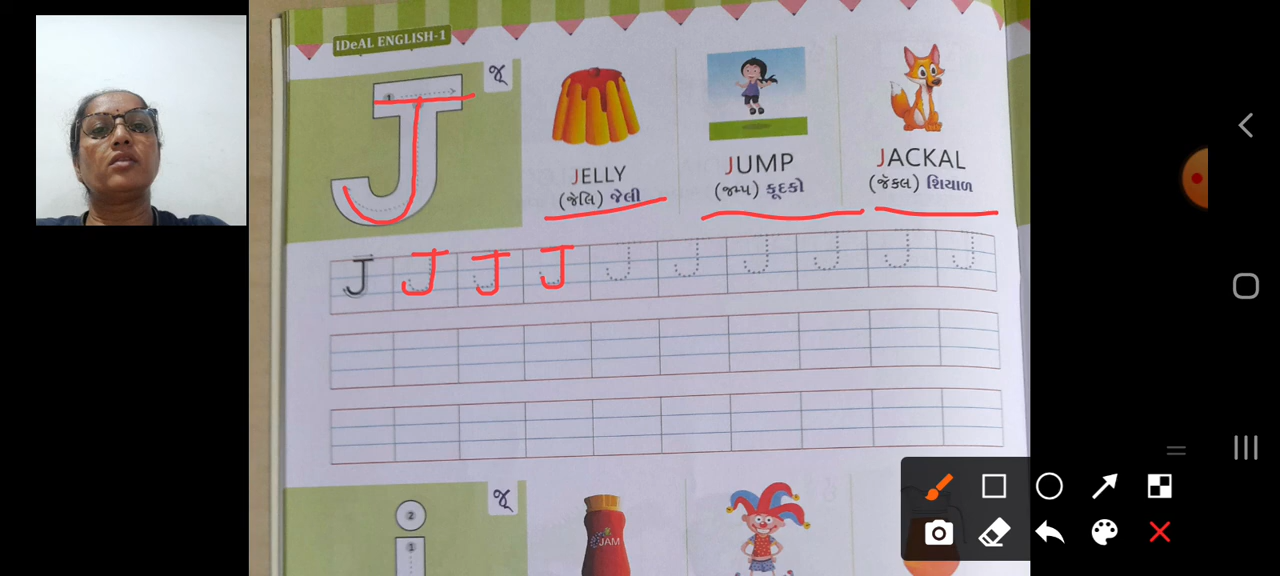 IDeAL ENGLISH-1
J
જ્
JELLY
(જેલિ) જેલી
JUMP
(જમ્પ) કૂદકો
JACKAL
(જૅકલ) શિયાળ
J J J J J J J J J J
જ્
JAM